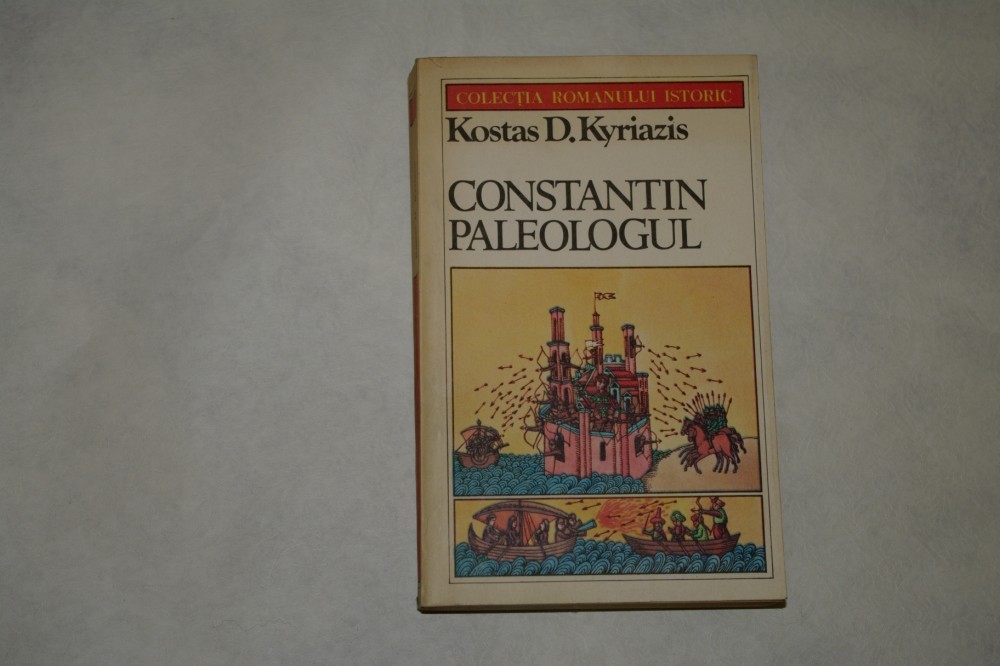 COLECȚIA ROMANULUI ISTORIC
Kostas D. Kyriazis
CONSTANTIN
PALEOLOGUL